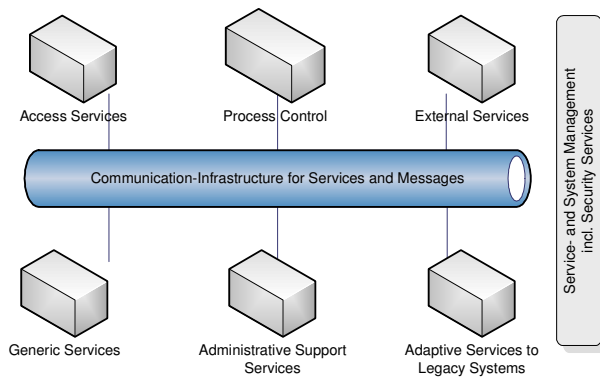 Access Services
Process Control
External Services
Communication-Infrastructure for Services and Messages
Generic Services
Administrative Support
Services
Adaptive Services to
Legacy Systems
Service- and System Management
incl. Security Services